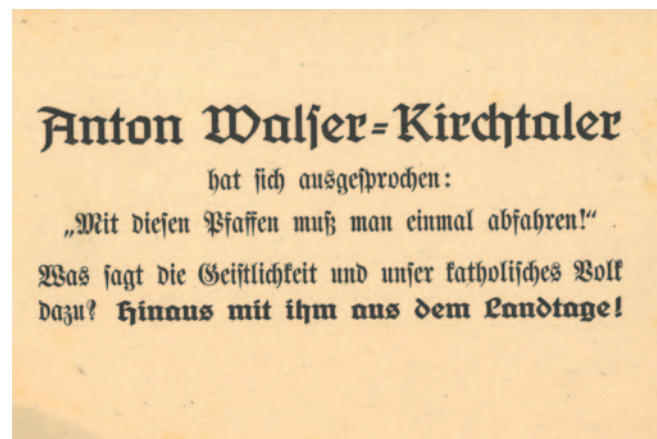 Anton Walſer-Kirchtaler
hat ſich ausgeſprochen:
„Mit dieſen Pfaffen muß man einmal abfahren!“
Was ſagt die Geiſtlichkeit und unſer katholiſches Volk
dazu? Hinaus mit ihm aus dem Landtage!